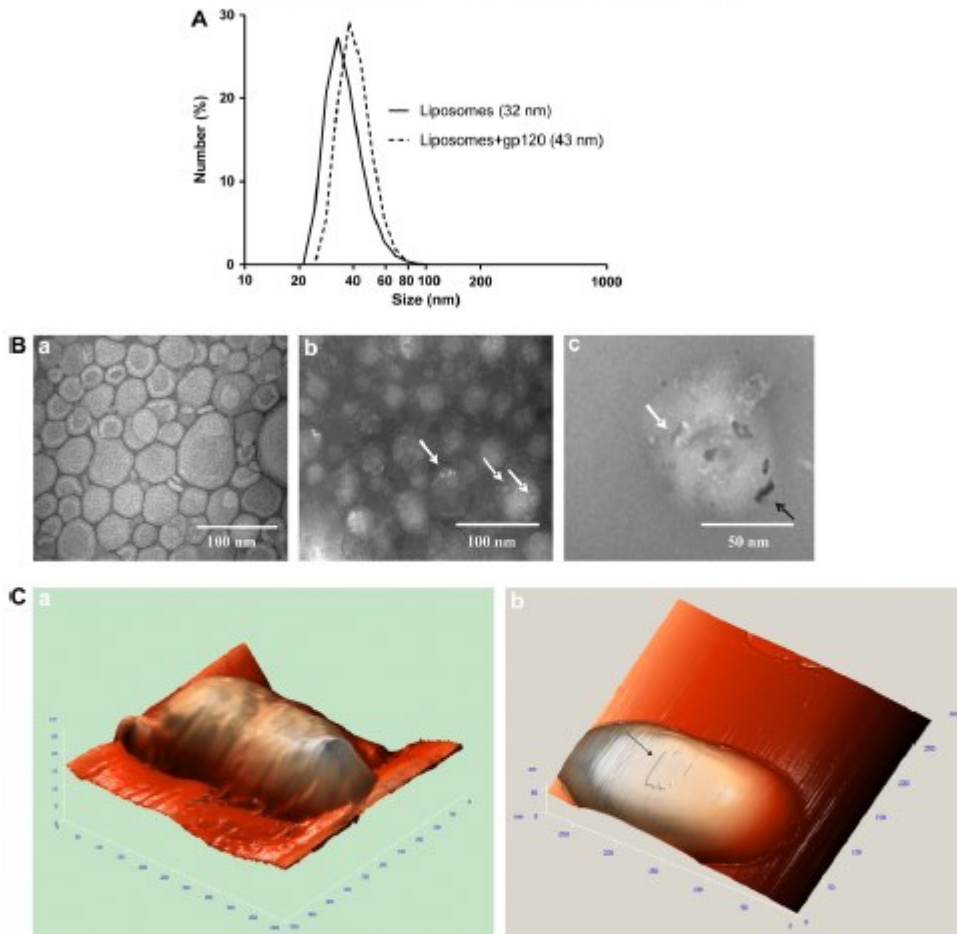 A
30
20
10
0
Number (%)
Liposomes (32 nm)
Liposomes+gp120 (43 nm)
10 20 40 60 80 100 200 1000
Size (nm)
B
a
100 nm
b
100 nm
c
50 nm
C
a
b